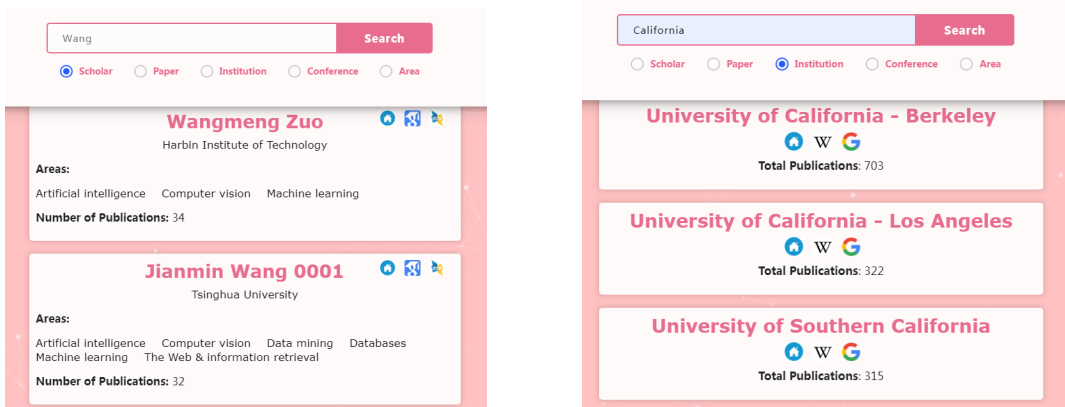 Wang
Search
Scholar Paper Institution Conference Area
Wangmeng Zuo
Harbin Institute of Technology
Areas:
Artificial intelligence Computer vision Machine learning
Number of Publications: 34
Jianmin Wang 0001
Tsinghua University
Areas:
Artificial intelligence Computer vision Data mining Databases
Machine learning The Web & information retrieval
Number of Publications: 32
California
Search
Scholar Paper Institution Conference Area
University of California - Berkeley
W G
Total Publications: 703
University of California - Los Angeles
W G
Total Publications: 322
University of Southern California
W G
Total Publications: 315